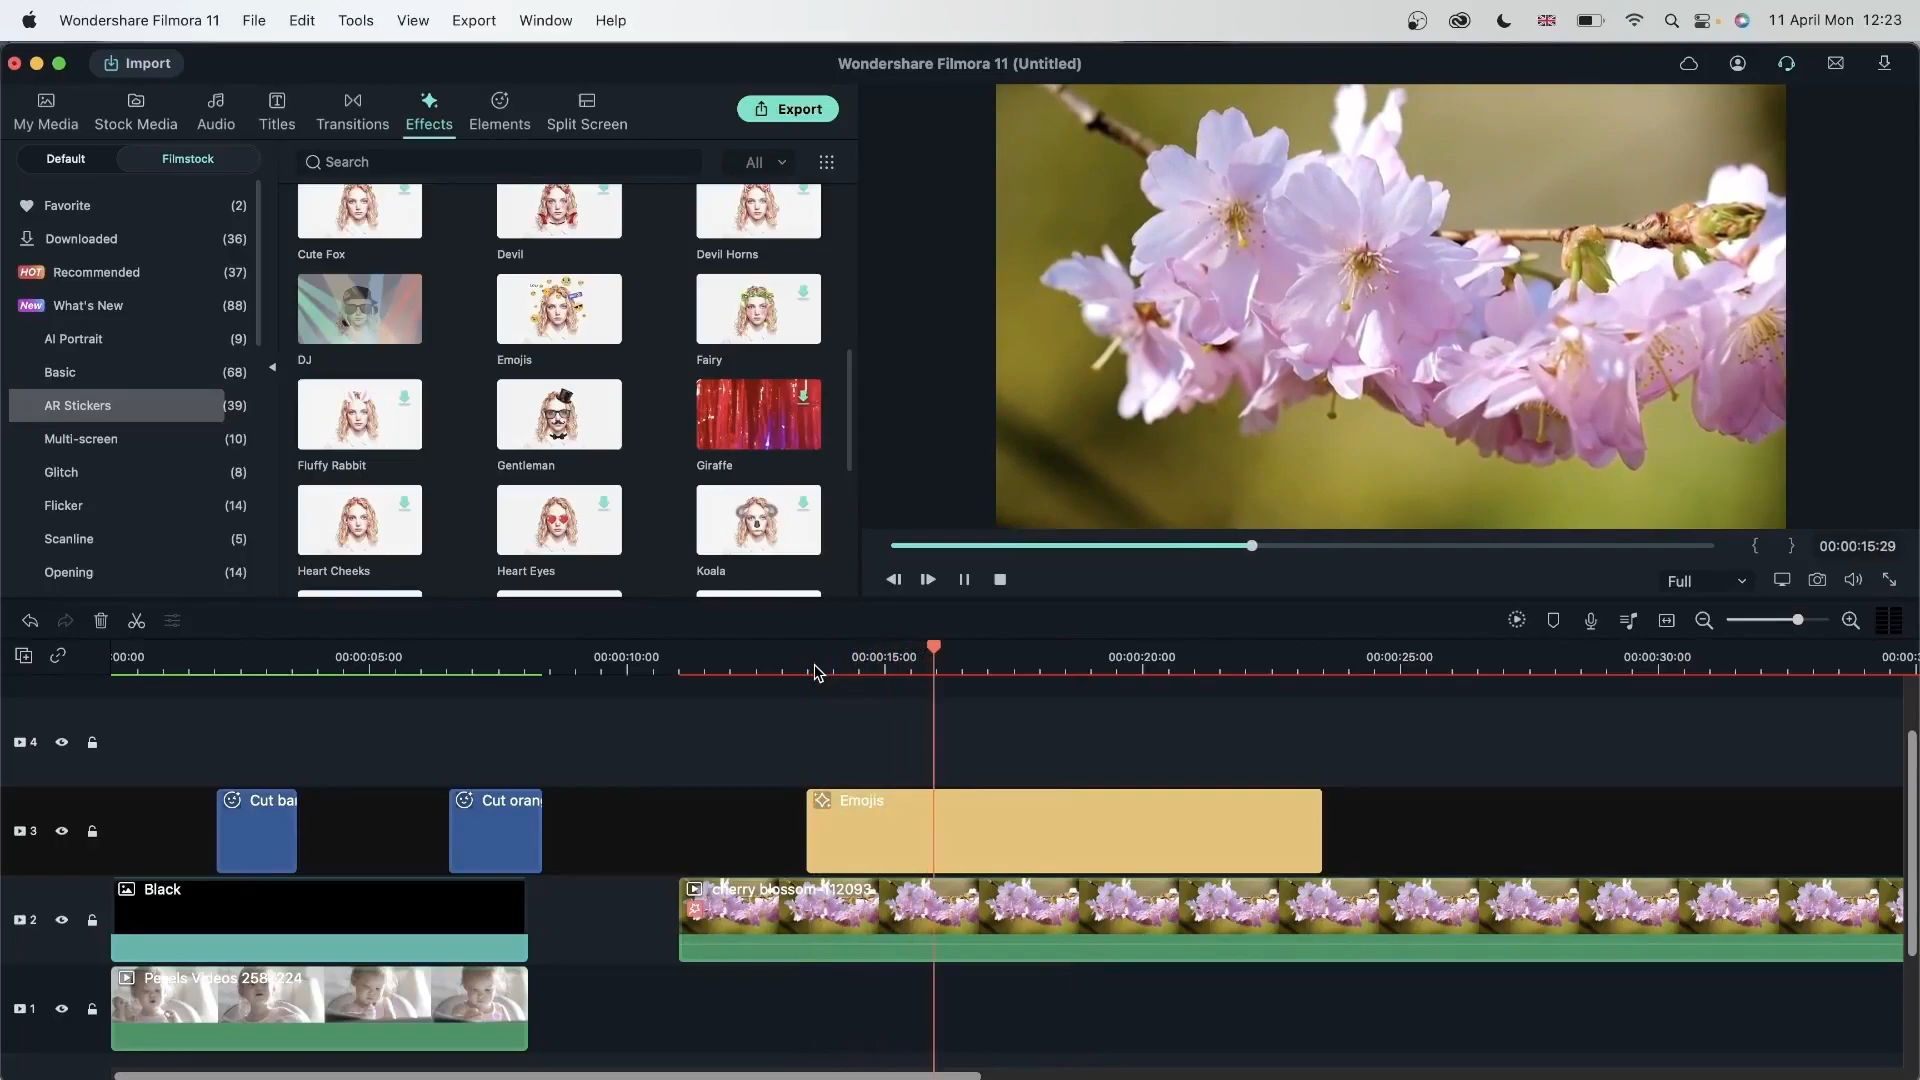 Wondershare Filmora 11 File Edit Tools View Export Window Help 11 April Mon 12:23
Import Wondershare Filmora 11 (Untitled)
My Media Stock Media Audio Titles Transitions Effects Elements Split Screen Export
Default Filmstock Search All
Favorite (2)
Downloaded (36)
HOT Recommended (37)
New What's New (88)
AI Portrait (9)
Basic (68)
AR Stickers (39)
Multi-screen (10)
Glitch (8)
Flicker (14)
Scanline (5)
Opening (14)
Cute Fox Devil Devil Horns
DJ Emojis Fairy
Fluffy Rabbit Gentleman Giraffe
Heart Cheeks Heart Eyes Koala
{ } 00:00:15:29
Full
:00:00 00:00:05:00 00:00:10:00 00:00:15:00 00:00:20:00 00:00:25:00 00:00:30:00 00:00:3
4
3 Cut ba Cut oran Emojis
2 Black cherry blossom-112093
1 Pexels Videos 224